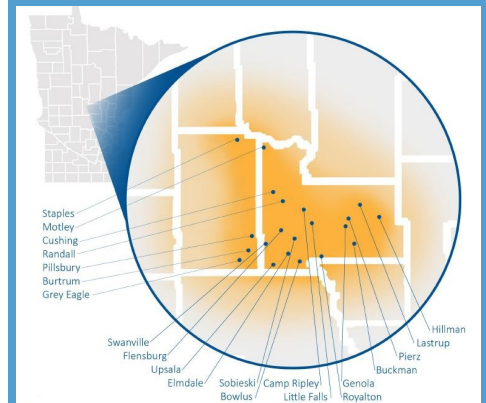 Staples
Motley
Cushing
Randall
Pillsbury
Burtrum
Grey Eagle
Swanville
Flensburg
Upsala
Elmdale
Sobieski
Bowlus
Camp Ripley
Little Falls
Genola
Royalton
Buckman
Pierz
Lastrup
Hillman